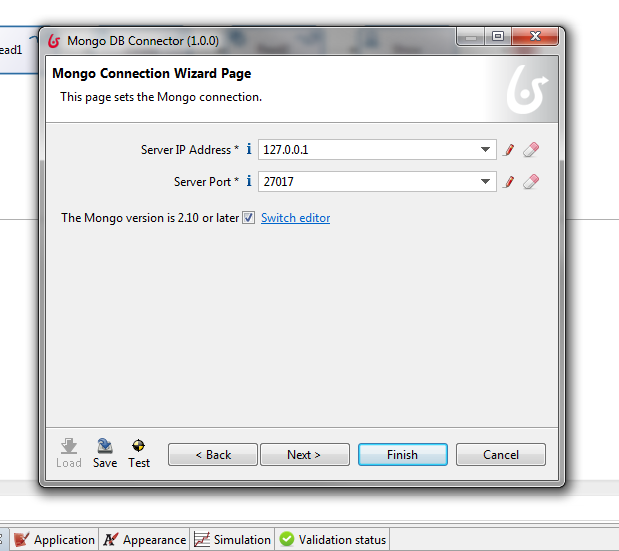 ead1
Mongo DB Connector (1.0.0)
Mongo Connection Wizard Page
This page sets the Mongo connection.
Server IP Address * i 127.0.0.1
Server Port * i 27017
The Mongo version is 2.10 or later Switch editor
Load Save Test < Back Next > Finish Cancel
Application Appearance Simulation Validation status